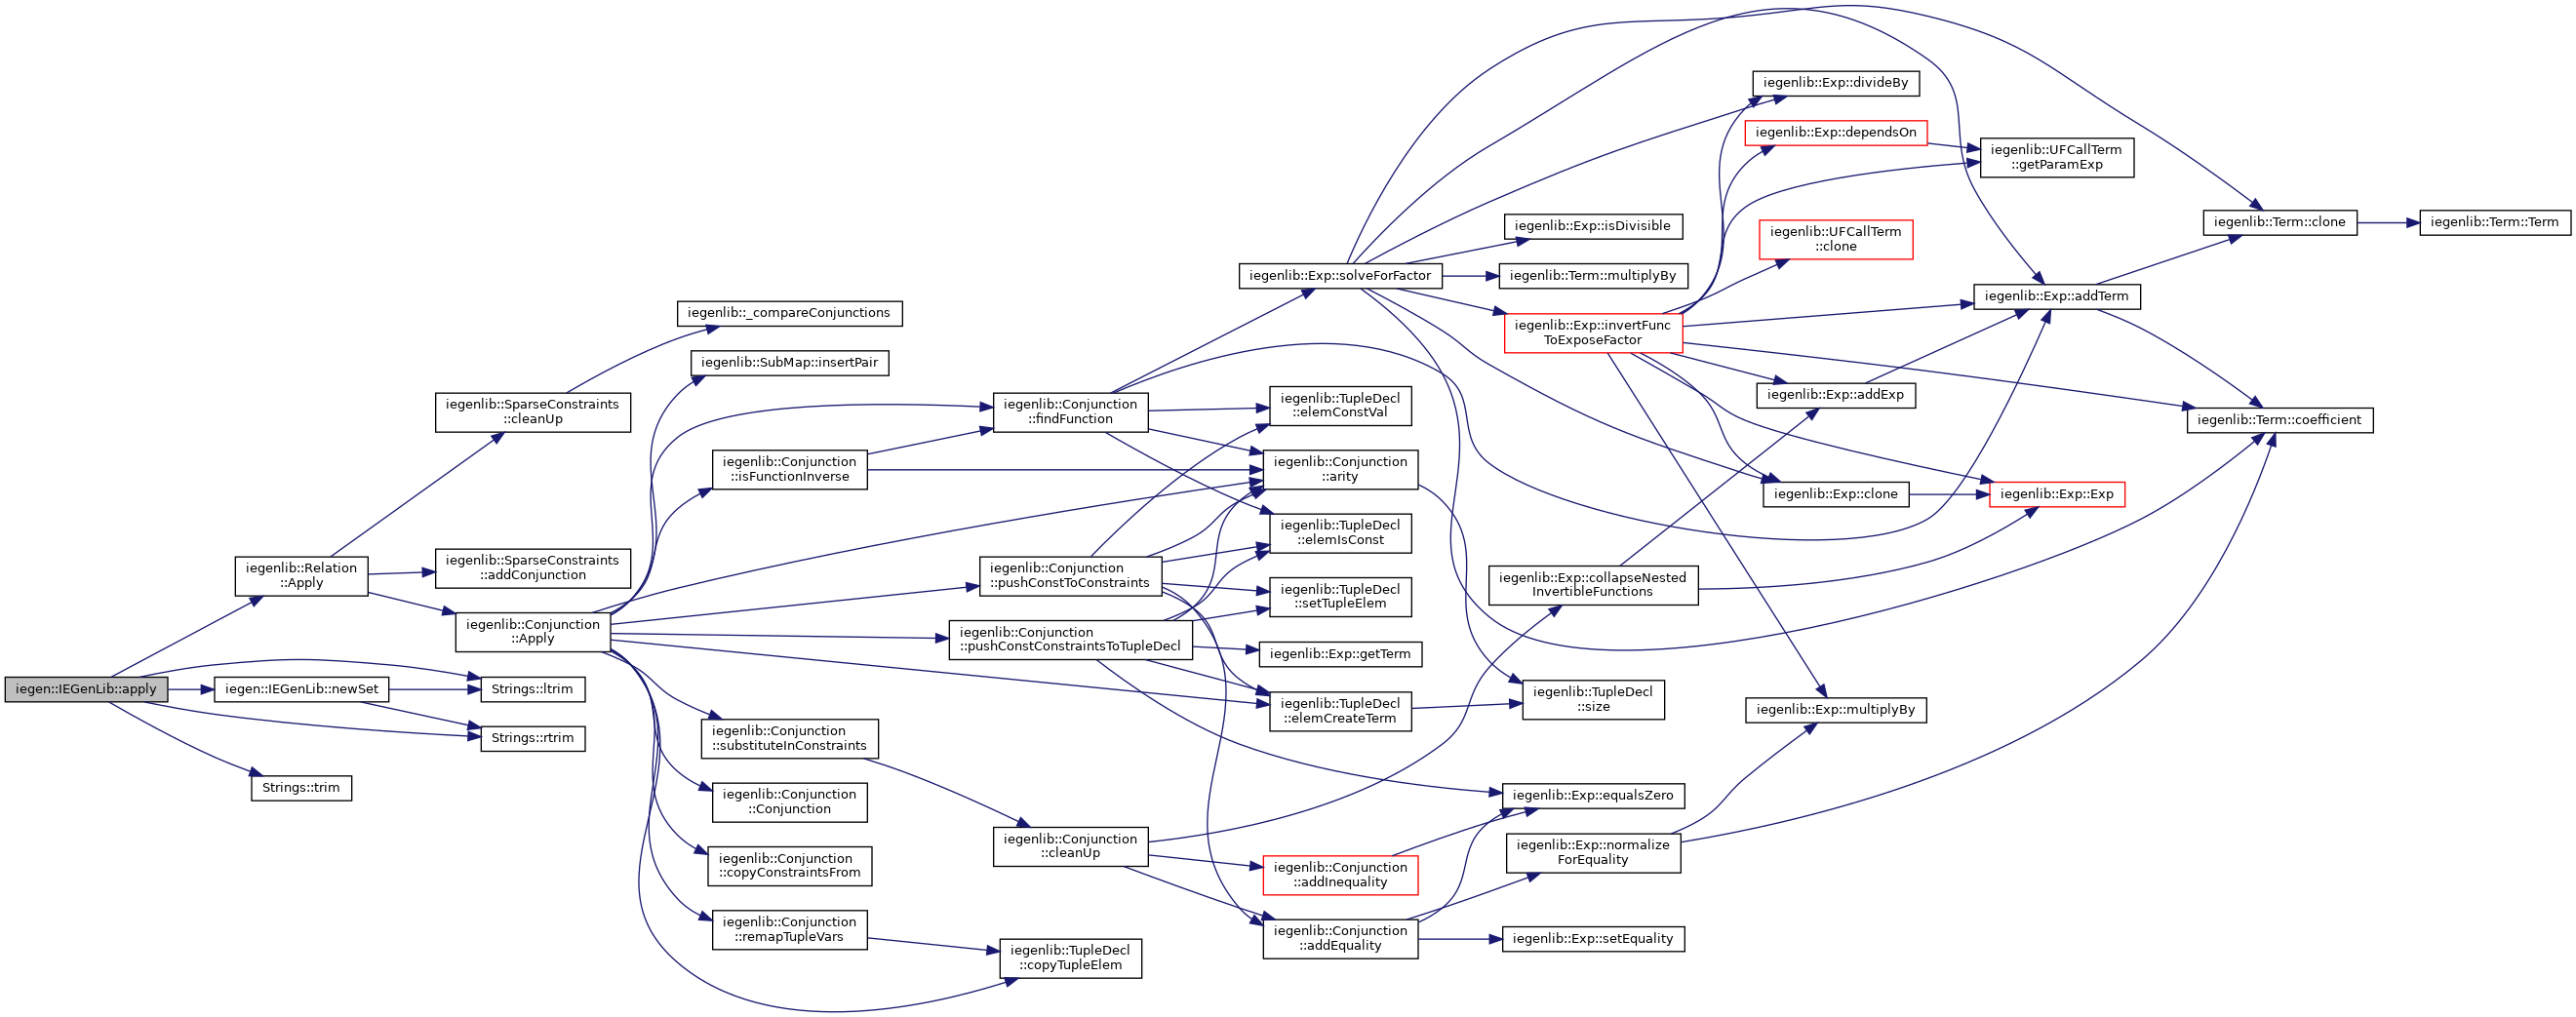 iegen::IEGenLib::apply
iegenlib::Relation
::Apply
iegen::IEGenLib::newSet
Strings::trim
iegenlib::SparseConstraints
::cleanUp
iegenlib::SparseConstraints
::addConjunction
iegenlib::Conjunction
::Apply
Strings::ltrim
Strings::rtrim
iegenlib::_compareConjunctions
iegenlib::SubMap::insertPair
iegenlib::Conjunction
::isFunctionInverse
iegenlib::Conjunction
::substituteInConstraints
iegenlib::Conjunction
::Conjunction
iegenlib::Conjunction
::copyConstraintsFrom
iegenlib::Conjunction
::remapTupleVars
iegenlib::Conjunction
::findFunction
iegenlib::Conjunction
::pushConstToConstraints
iegenlib::Conjunction
::pushConstConstraintsToTupleDecl
iegenlib::Conjunction
::cleanUp
iegenlib::TupleDecl
::copyTupleElem
iegenlib::Exp::solveForFactor
iegenlib::TupleDecl
::elemConstVal
iegenlib::Conjunction
::arity
iegenlib::TupleDecl
::elemIsConst
iegenlib::TupleDecl
::setTupleElem
iegenlib::Exp::getTerm
iegenlib::TupleDecl
::elemCreateTerm
iegenlib::Conjunction
::addInequality
iegenlib::Conjunction
::addEquality
iegenlib::Exp::isDivisible
iegenlib::Term::multiplyBy
iegenlib::Exp::invertFunc
ToExposeFactor
iegenlib::Exp::collapseNested
InvertibleFunctions
iegenlib::TupleDecl
::size
iegenlib::Exp::equalsZero
iegenlib::Exp::normalize
ForEquality
iegenlib::Exp::setEquality
iegenlib::Exp::divideBy
iegenlib::Exp::dependsOn
iegenlib::UFCallTerm
::clone
iegenlib::Exp::addExp
iegenlib::Exp::clone
iegenlib::Exp::multiplyBy
iegenlib::UFCallTerm
::getParamExp
iegenlib::Exp::addTerm
iegenlib::Exp::Exp
iegenlib::Term::clone
iegenlib::Term::coefficient
iegenlib::Term::Term